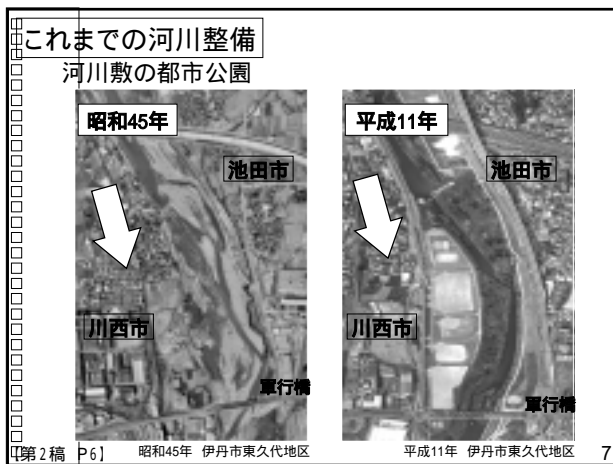 これまでの河川整備
河川敷の都市公園
昭和45年
池田市
川西市
軍行橋
平成11年
池田市
川西市
軍行橋
【第2稿 P6】
昭和45年 伊丹市東久代地区
平成11年 伊丹市東久代地区
7